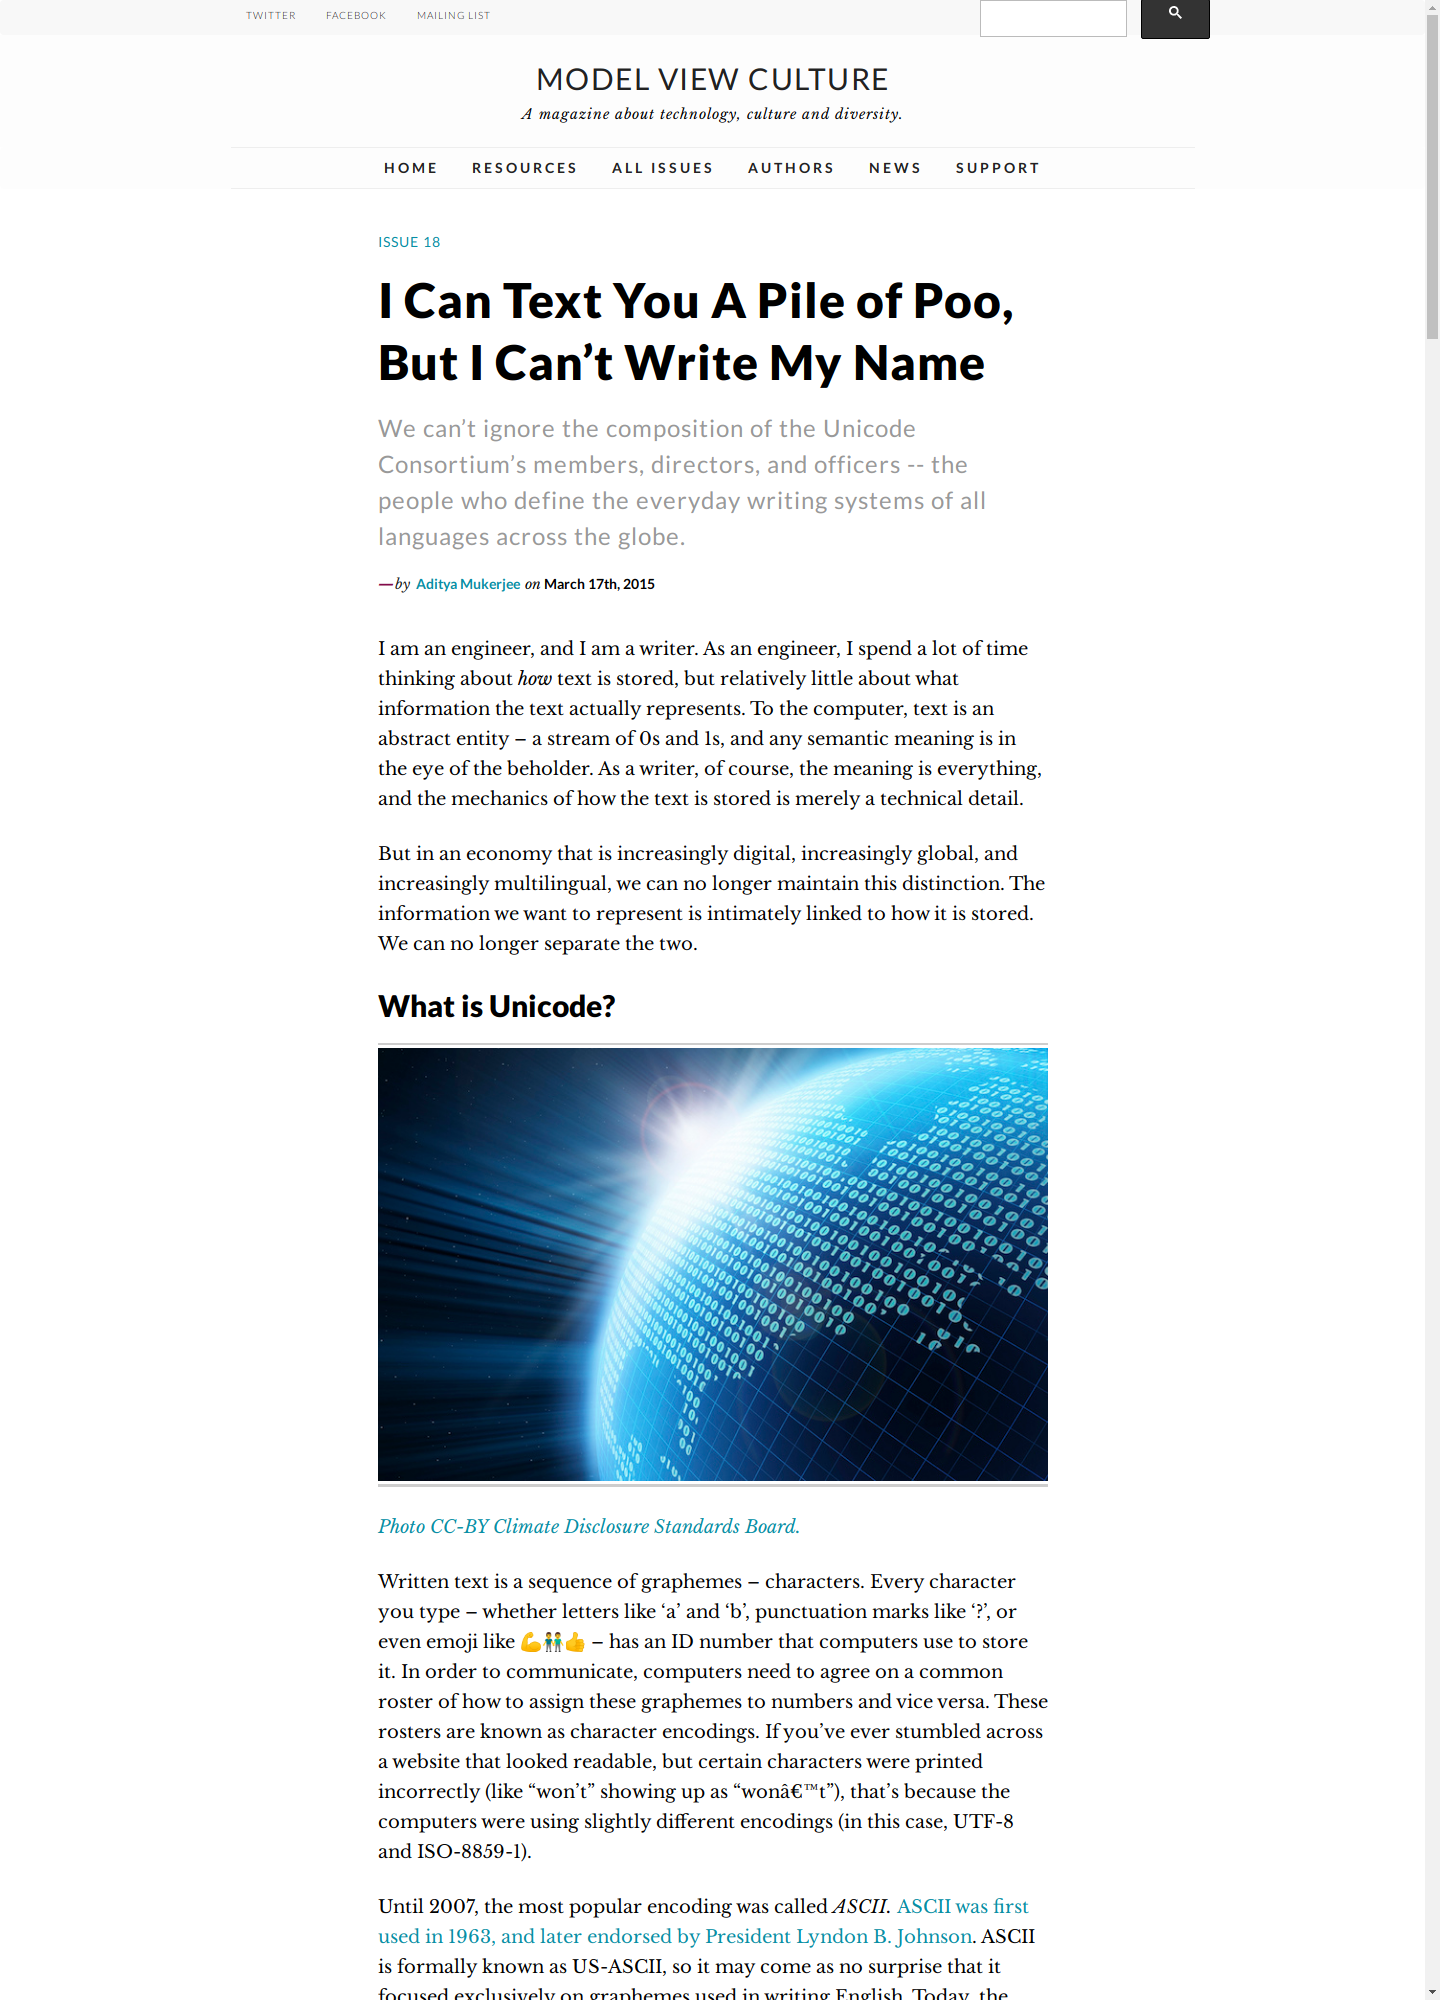 TWITTER FACEBOOK MAILING LIST
MODEL VIEW CULTURE
A magazine about technology, culture and diversity.
HOME RESOURCES ALL ISSUES AUTHORS NEWS SUPPORT
ISSUE 18
I Can Text You A Pile of Poo,
But I Can’t Write My Name
We can’t ignore the composition of the Unicode
Consortium’s members, directors, and officers -- the
people who define the everyday writing systems of all
languages across the globe.
—by Aditya Mukerjee on March 17th, 2015
I am an engineer, and I am a writer. As an engineer, I spend a lot of time
thinking about how text is stored, but relatively little about what
information the text actually represents. To the computer, text is an
abstract entity – a stream of 0s and 1s, and any semantic meaning is in
the eye of the beholder. As a writer, of course, the meaning is everything,
and the mechanics of how the text is stored is merely a technical detail.
But in an economy that is increasingly digital, increasingly global, and
increasingly multilingual, we can no longer maintain this distinction. The
information we want to represent is intimately linked to how it is stored.
We can no longer separate the two.
What is Unicode?
Photo CC-BY Climate Disclosure Standards Board.
Written text is a sequence of graphemes – characters. Every character
you type – whether letters like ‘a’ and ‘b’, punctuation marks like ‘?’, or
even emoji like 💪👬👍 – has an ID number that computers use to store
it. In order to communicate, computers need to agree on a common
roster of how to assign these graphemes to numbers and vice versa. These
rosters are known as character encodings. If you’ve ever stumbled across
a website that looked readable, but certain characters were printed
incorrectly (like “won’t” showing up as “wonâ€™t”), that’s because the
computers were using slightly different encodings (in this case, UTF-8
and ISO-8859-1).
Until 2007, the most popular encoding was called ASCII. ASCII was first
used in 1963, and later endorsed by President Lyndon B. Johnson. ASCII
is formally known as US-ASCII, so it may come as no surprise that it
focused exclusively on graphemes used in writing English. Today, the